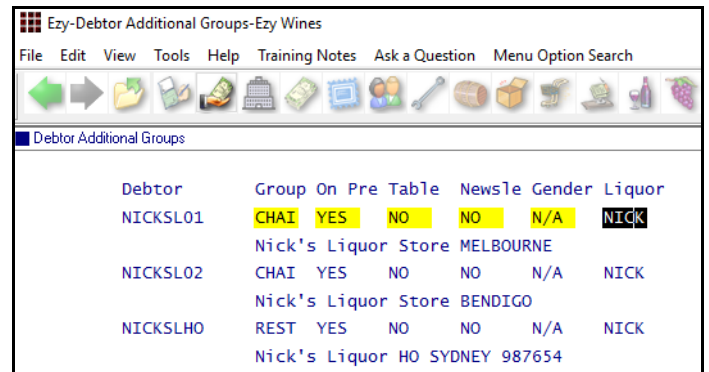 Ezy-Debtor Additional Groups-Ezy Wines
File Edit View Tools Help Training Notes Ask a Question Menu Option Search
Debtor Additional Groups
Debtor Group On Pre Table Newsle Gender Liquor
NICKSL01 CHAI YES NO NO N/A NICK
Nick's Liquor Store MELBOURNE
NICKSL02 CHAI YES NO NO N/A NICK
Nick's Liquor Store BENDIGO
NICKSLHO REST YES NO NO N/A NICK
Nick's Liquor HO SYDNEY 987654